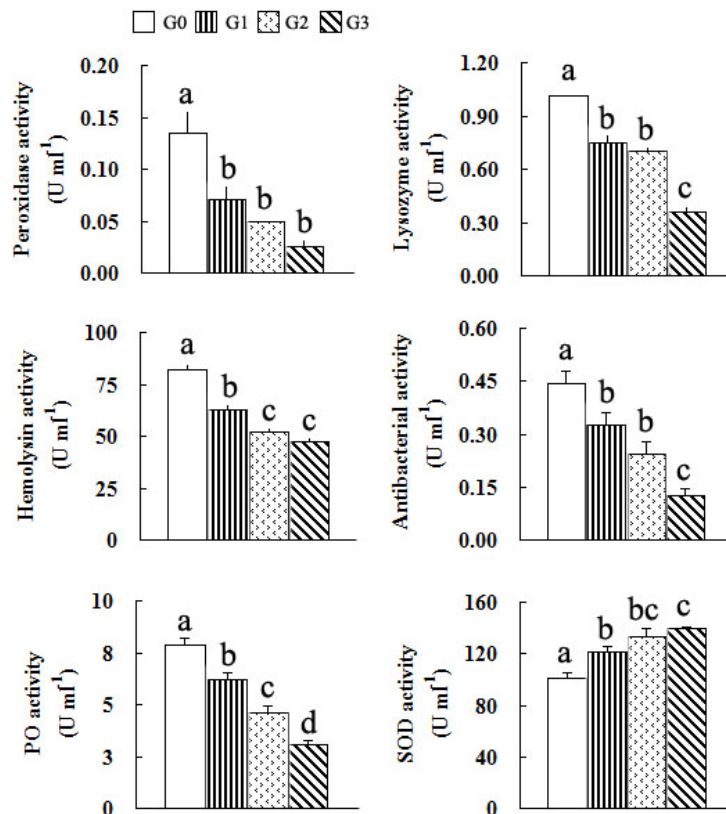 G0 G1 G2 G3
Peroxidase activity
(U ml⁻¹)
0.20
0.15
0.10
0.05
0.00
a
b
b
b
Lysozyme activity
(U ml⁻¹)
1.20
0.90
0.60
0.30
0.00
a
b
b
c
Hemolysin activity
(U ml⁻¹)
100
75
50
25
0
a
b
c
c
Antibacterial activity
(U ml⁻¹)
0.60
0.45
0.30
0.15
0.00
a
b
b
c
PO activity
(U ml⁻¹)
10
8
5
3
0
a
b
c
d
SOD activity
(U ml⁻¹)
160
120
80
40
0
a
b
bc
c